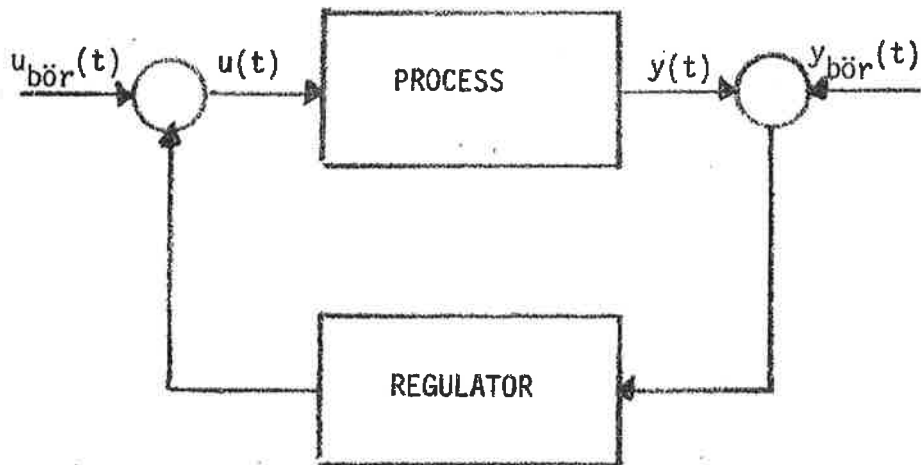 u_bör(t)
u(t)
PROCESS
y(t)
y_bör(t)
REGULATOR